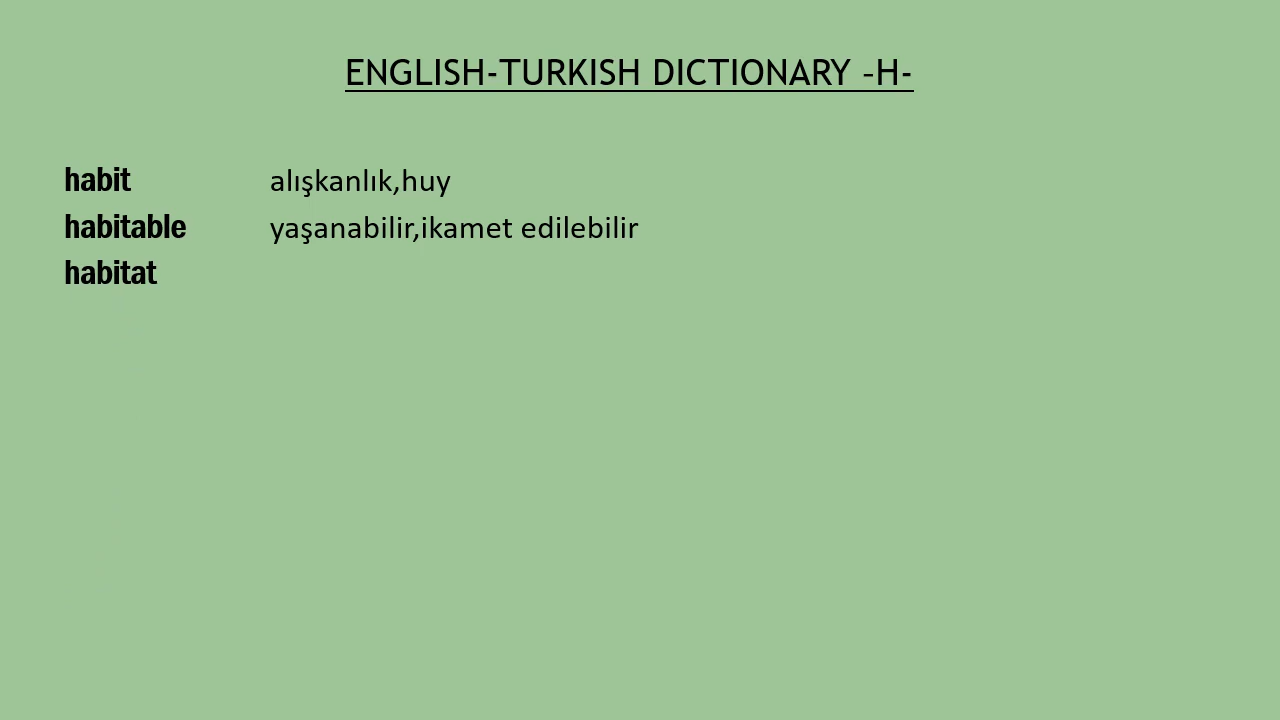 ENGLISH-TURKISH DICTIONARY –H-
habit alışkanlık,huy
habitable yaşanabilir,ikamet edilebilir
habitat